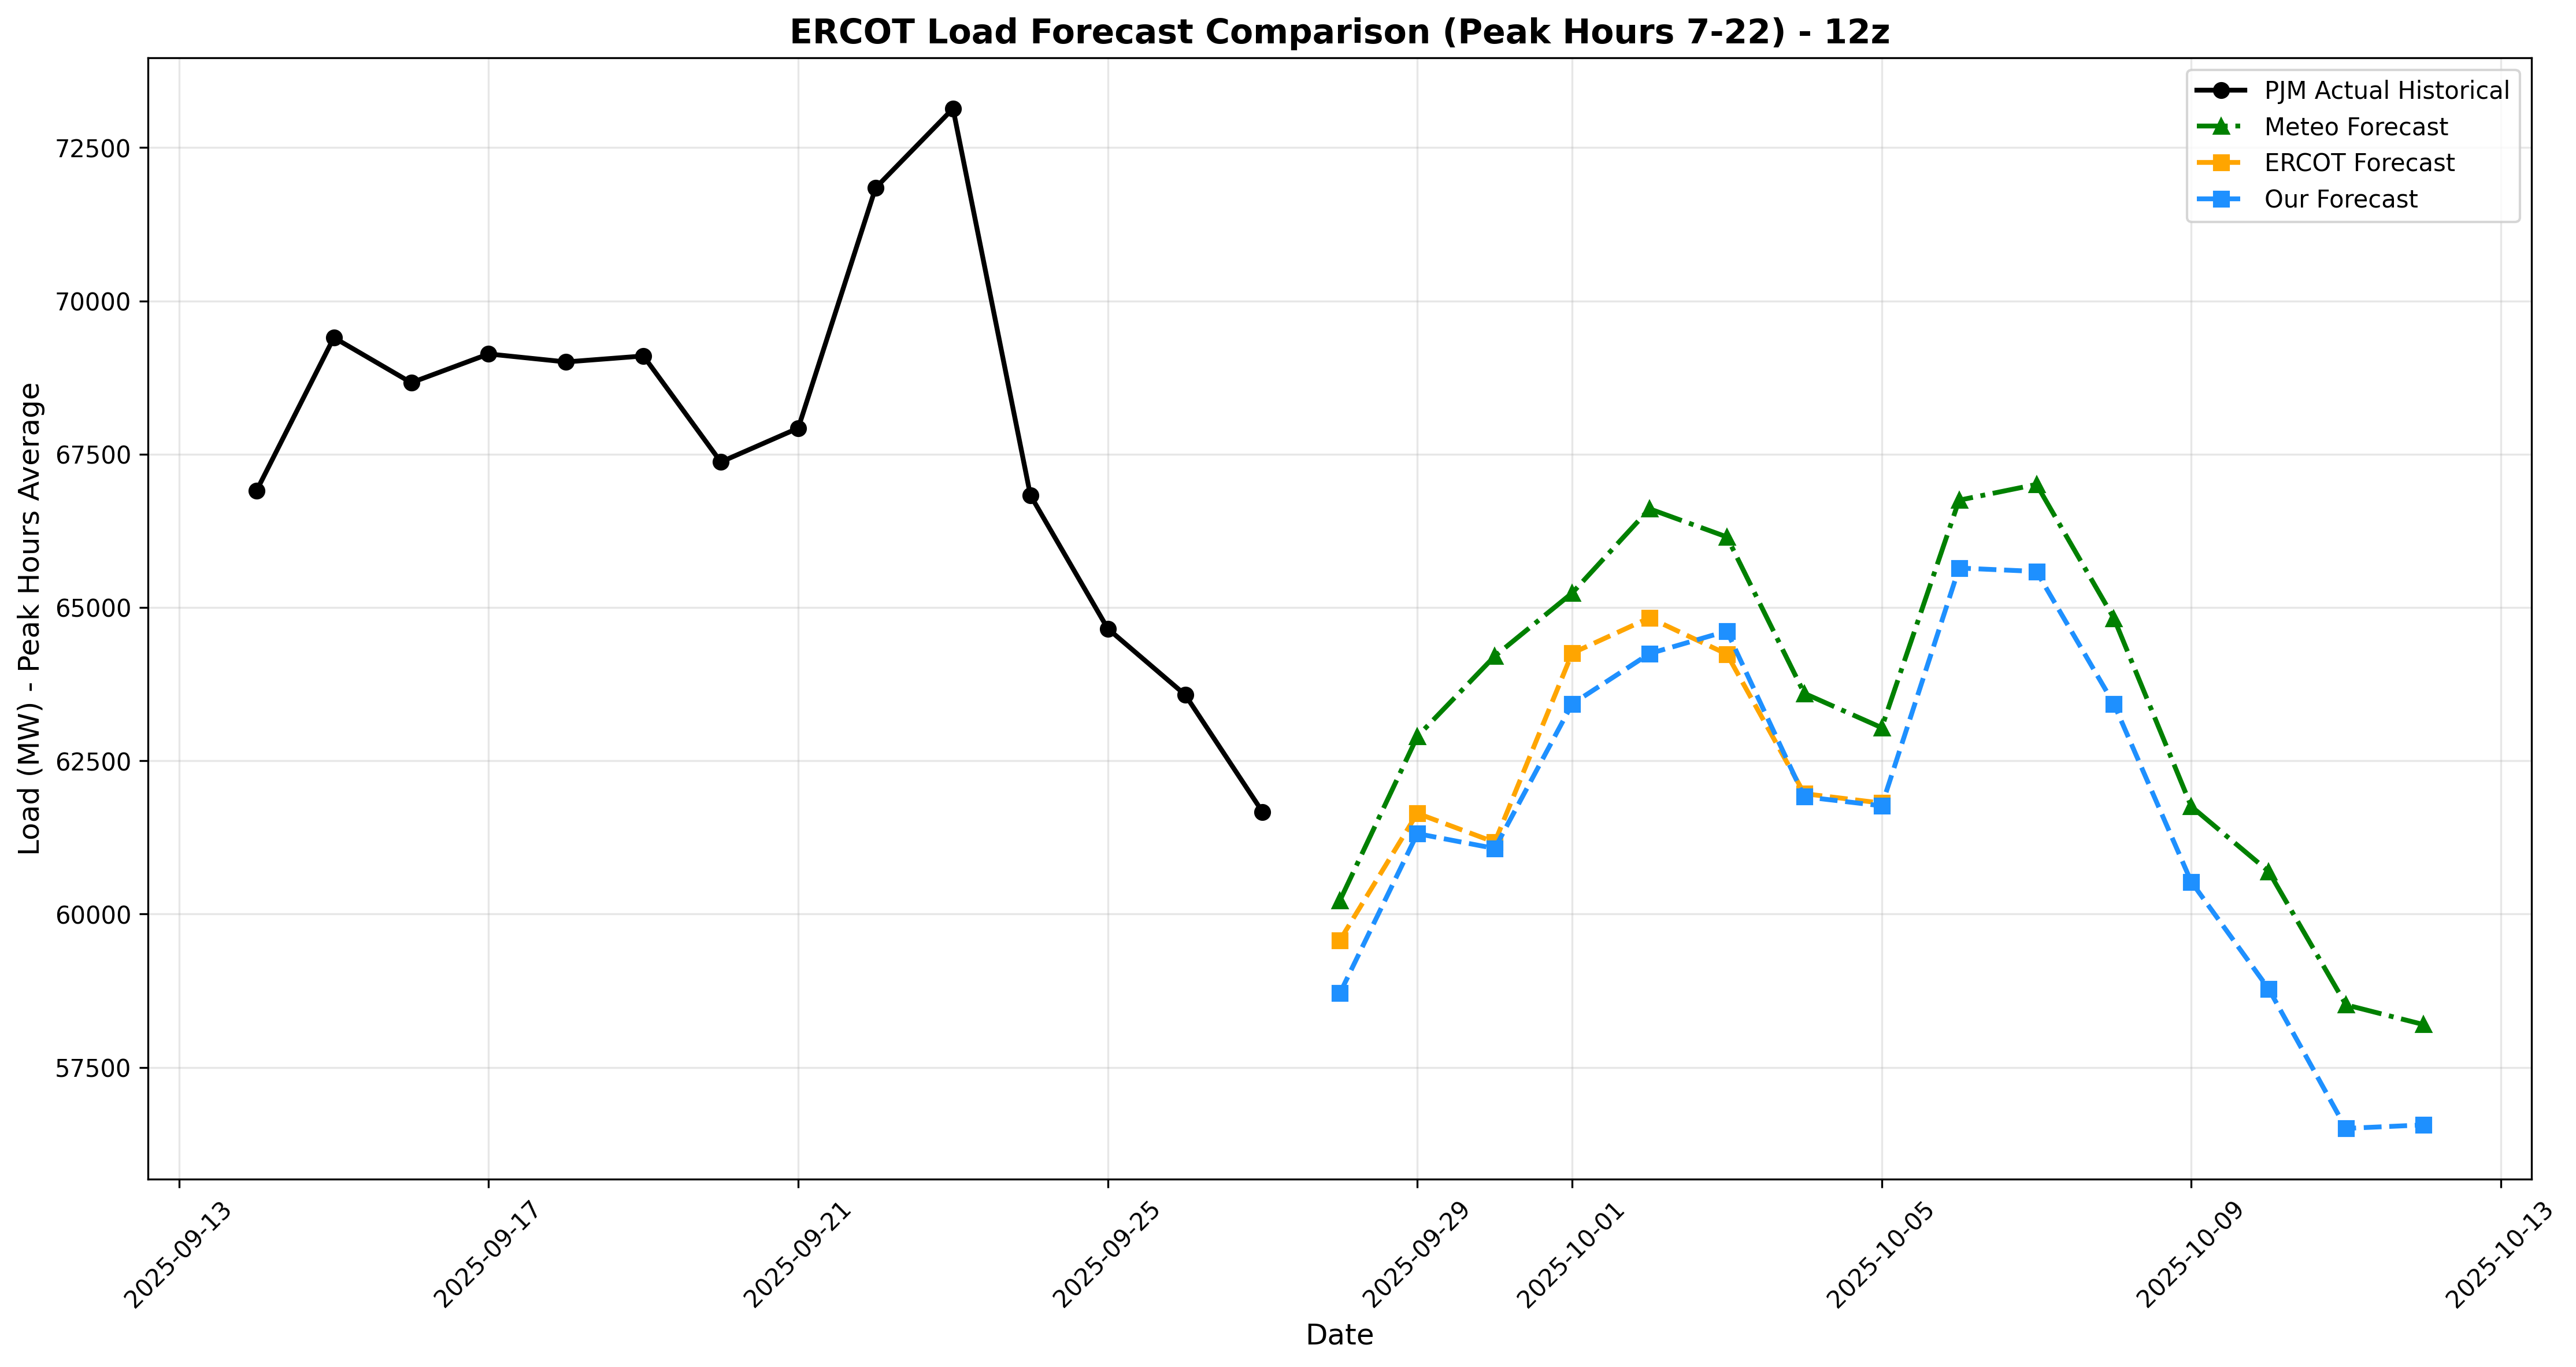 ERCOT Load Forecast Comparison (Peak Hours 7-22) - 12z
PJM Actual Historical
Meteo Forecast
ERCOT Forecast
Our Forecast
Load (MW) - Peak Hours Average
72500
70000
67500
65000
62500
60000
57500
2025-09-13
2025-09-17
2025-09-21
2025-09-25
2025-09-29
2025-10-01
2025-10-05
2025-10-09
2025-10-13
Date